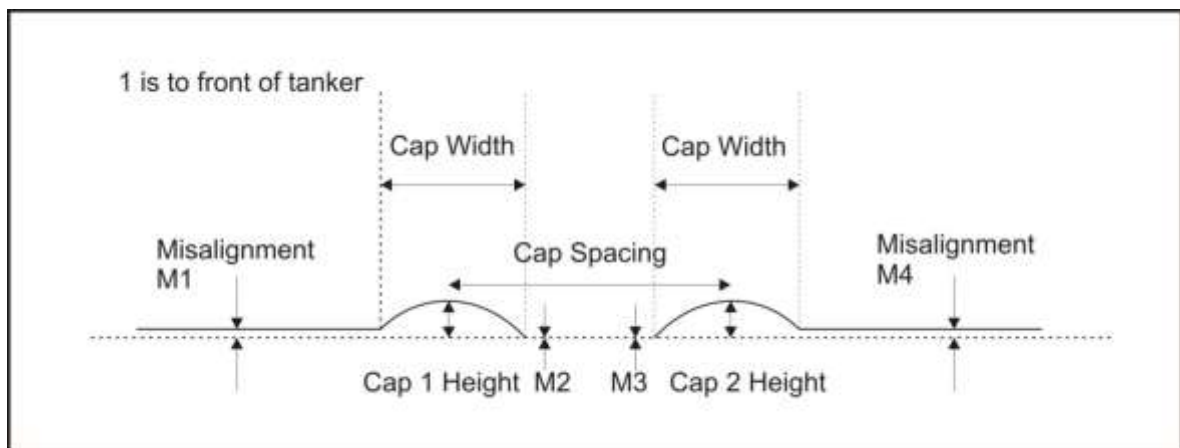 1 is to front of tanker
Cap Width
Cap Width
Misalignment
M1
Cap Spacing
Misalignment
M4
Cap 1 Height
M2
M3
Cap 2 Height